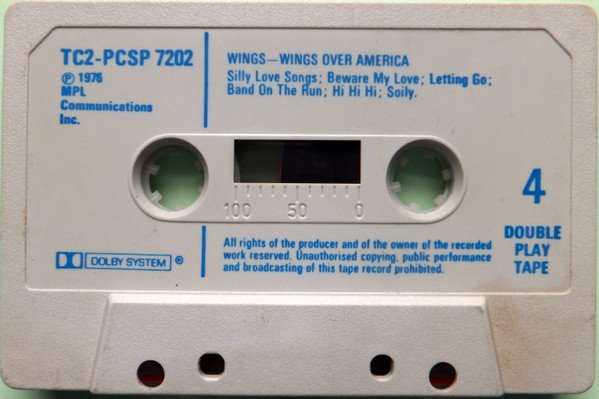 TC2-PCSP 7202
Ⓟ 1976
MPL
Communications
Inc.
WINGS—WINGS OVER AMERICA
Silly Love Songs; Beware My Love; Letting Go;
Band On The Run; Hi Hi Hi; Soily.
100 50 0
4
DOUBLE
PLAY
TAPE
DOLBY SYSTEM ®
All rights of the producer and of the owner of the recorded
work reserved. Unauthorised copying, public performance
and broadcasting of this tape record prohibited.